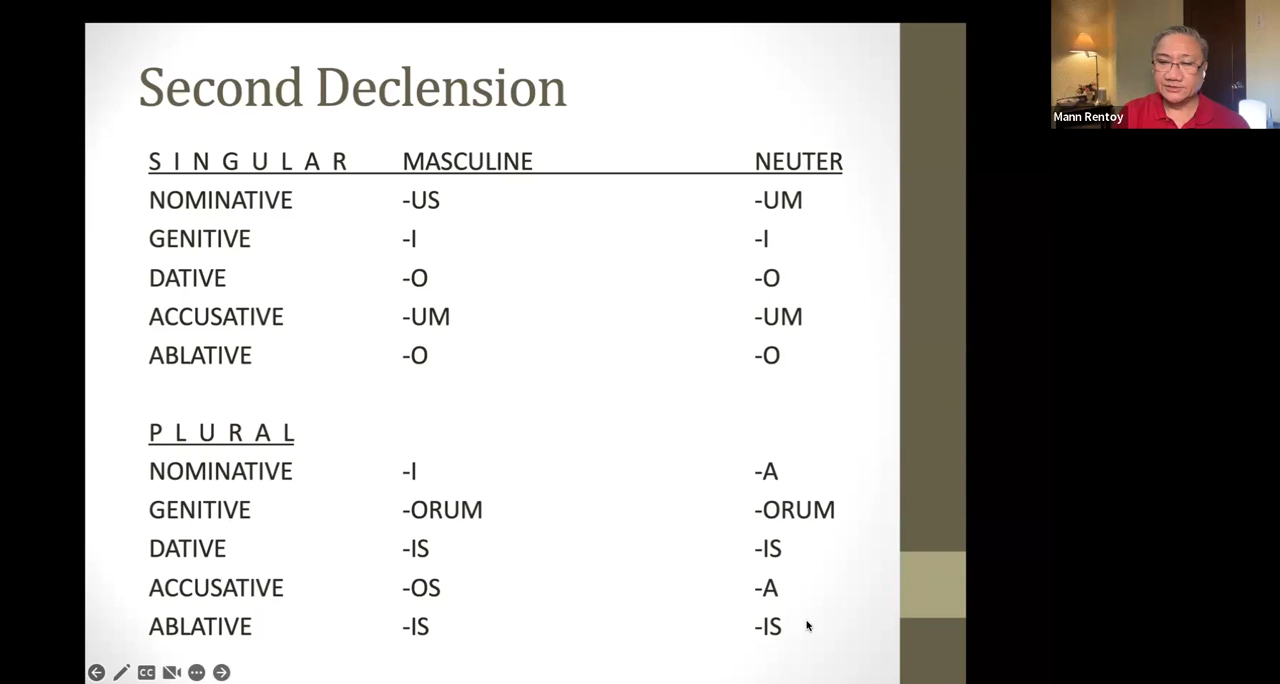 Second Declension
S I N G U L A R MASCULINE NEUTER
NOMINATIVE -US -UM
GENITIVE -I -I
DATIVE -O -O
ACCUSATIVE -UM -UM
ABLATIVE -O -O
P L U R A L
NOMINATIVE -I -A
GENITIVE -ORUM -ORUM
DATIVE -IS -IS
ACCUSATIVE -OS -A
ABLATIVE -IS -IS
CC
Mann Rentoy